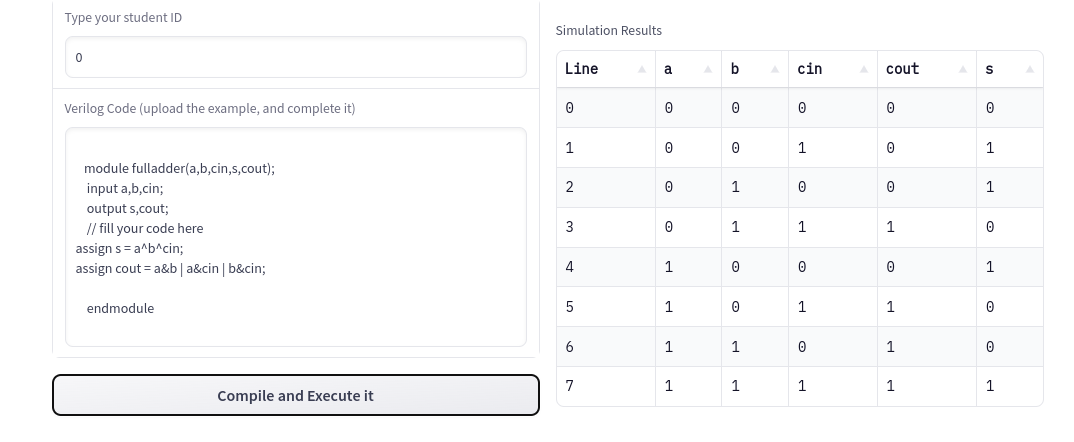 Type your student ID
0
Verilog Code (upload the example, and complete it)
module fulladder(a,b,cin,s,cout);
input a,b,cin;
output s,cout;
// fill your code here
assign s = a^b^cin;
assign cout = a&b | a&cin | b&cin;
endmodule
Compile and Execute it
Simulation Results
Line a b cin cout s
0 0 0 0 0 0
1 0 0 1 0 1
2 0 1 0 0 1
3 0 1 1 1 0
4 1 0 0 0 1
5 1 0 1 1 0
6 1 1 0 1 0
7 1 1 1 1 1